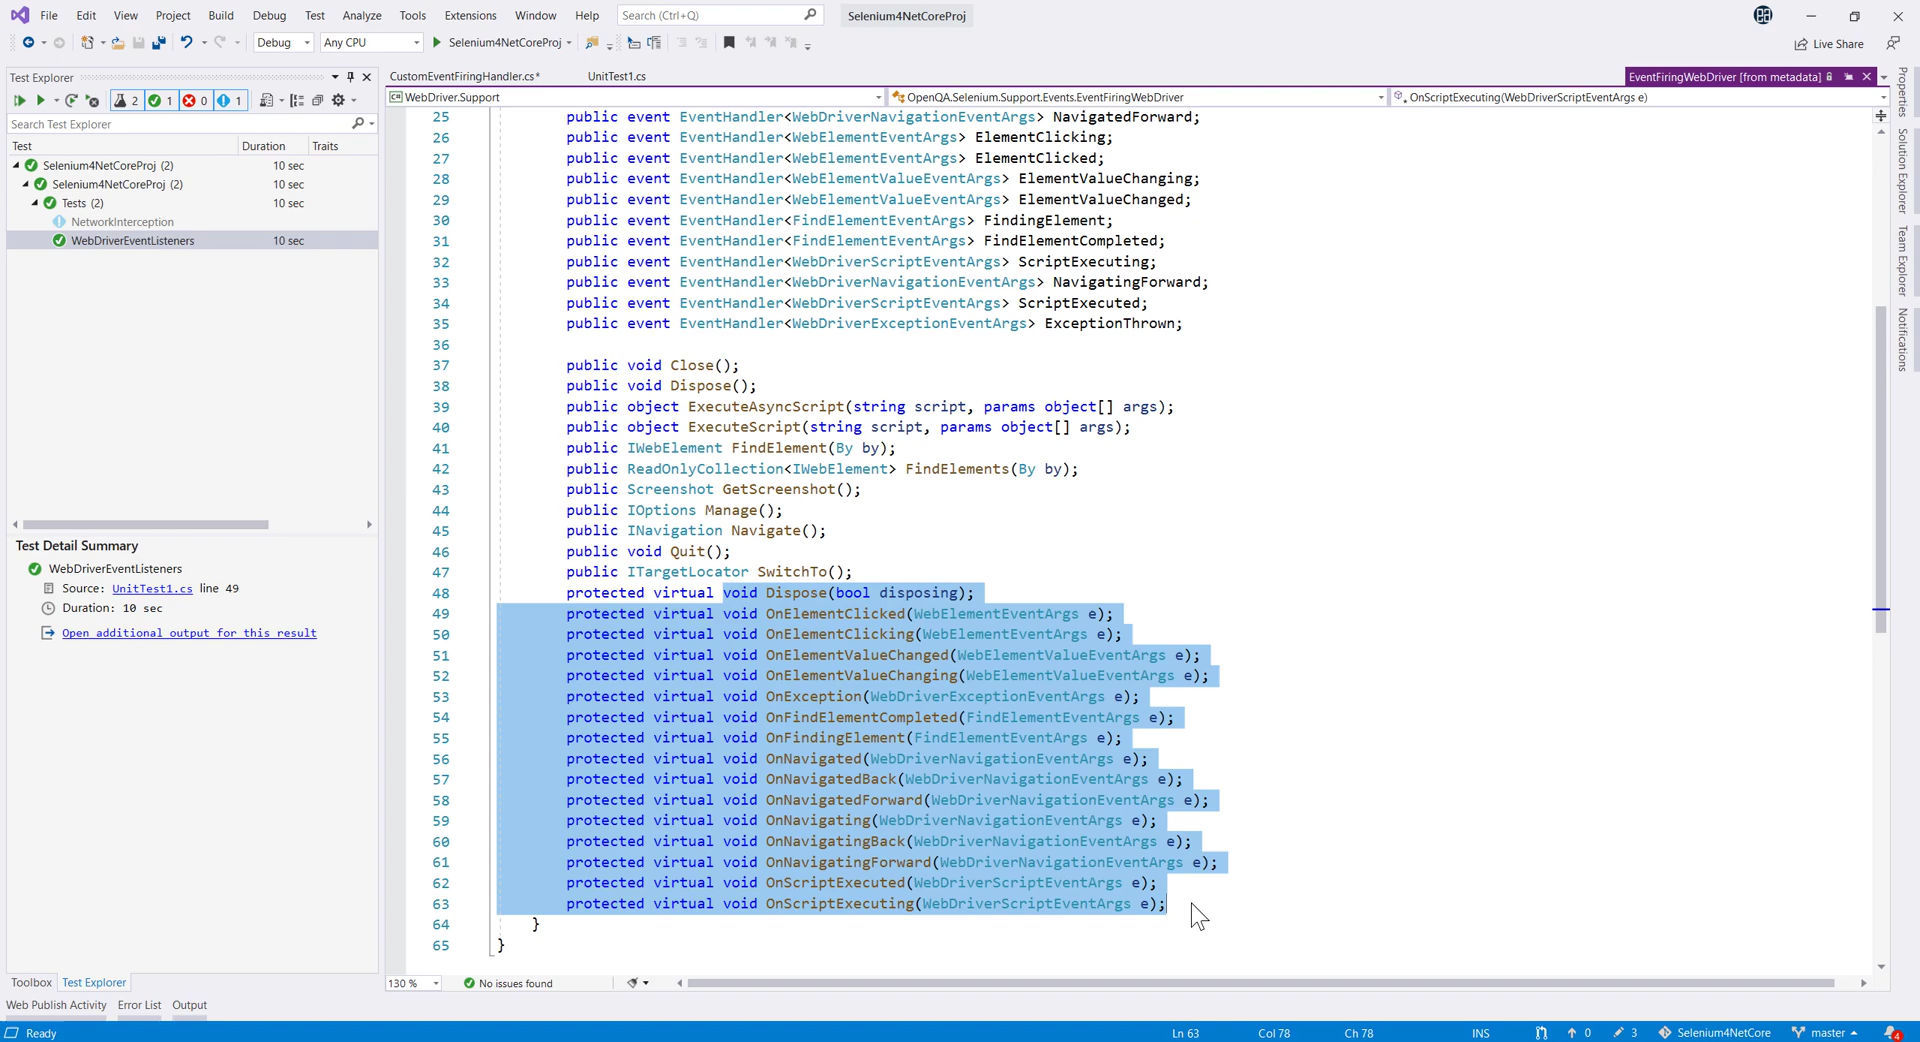 File Edit View Project Build Debug Test Analyze Tools Extensions Window Help Search (Ctrl+Q) Selenium4NetCoreProj
Debug Any CPU Selenium4NetCoreProj Live Share
Test Explorer
2 1 0 1
Search Test Explorer
Test Duration Traits
Selenium4NetCoreProj (2) 10 sec
Selenium4NetCoreProj (2) 10 sec
Tests (2) 10 sec
NetworkInterception
WebDriverEventListeners 10 sec
Test Detail Summary
WebDriverEventListeners
Source: UnitTest1.cs line 49
Duration: 10 sec
Open additional output for this result
Toolbox Test Explorer
CustomEventFiringHandler.cs* UnitTest1.cs EventFiringWebDriver [from metadata]
WebDriver.Support OpenQA.Selenium.Support.Events.EventFiringWebDriver OnScriptExecuting(WebDriverScriptEventArgs e)
25 public event EventHandler<WebDriverNavigationEventArgs> NavigatedForward;
26 public event EventHandler<WebElementEventArgs> ElementClicking;
27 public event EventHandler<WebElementEventArgs> ElementClicked;
28 public event EventHandler<WebElementValueEventArgs> ElementValueChanging;
29 public event EventHandler<WebElementValueEventArgs> ElementValueChanged;
30 public event EventHandler<FindElementEventArgs> FindingElement;
31 public event EventHandler<FindElementEventArgs> FindElementCompleted;
32 public event EventHandler<WebDriverScriptEventArgs> ScriptExecuting;
33 public event EventHandler<WebDriverNavigationEventArgs> NavigatingForward;
34 public event EventHandler<WebDriverScriptEventArgs> ScriptExecuted;
35 public event EventHandler<WebDriverExceptionEventArgs> ExceptionThrown;
36
37 public void Close();
38 public void Dispose();
39 public object ExecuteAsyncScript(string script, params object[] args);
40 public object ExecuteScript(string script, params object[] args);
41 public IWebElement FindElement(By by);
42 public ReadOnlyCollection<IWebElement> FindElements(By by);
43 public Screenshot GetScreenshot();
44 public IOptions Manage();
45 public INavigation Navigate();
46 public void Quit();
47 public ITargetLocator SwitchTo();
48 protected virtual void Dispose(bool disposing);
49 protected virtual void OnElementClicked(WebElementEventArgs e);
50 protected virtual void OnElementClicking(WebElementEventArgs e);
51 protected virtual void OnElementValueChanged(WebElementValueEventArgs e);
52 protected virtual void OnElementValueChanging(WebElementValueEventArgs e);
53 protected virtual void OnException(WebDriverExceptionEventArgs e);
54 protected virtual void OnFindElementCompleted(FindElementEventArgs e);
55 protected virtual void OnFindingElement(FindElementEventArgs e);
56 protected virtual void OnNavigated(WebDriverNavigationEventArgs e);
57 protected virtual void OnNavigatedBack(WebDriverNavigationEventArgs e);
58 protected virtual void OnNavigatedForward(WebDriverNavigationEventArgs e);
59 protected virtual void OnNavigating(WebDriverNavigationEventArgs e);
60 protected virtual void OnNavigatingBack(WebDriverNavigationEventArgs e);
61 protected virtual void OnNavigatingForward(WebDriverNavigationEventArgs e);
62 protected virtual void OnScriptExecuted(WebDriverScriptEventArgs e);
63 protected virtual void OnScriptExecuting(WebDriverScriptEventArgs e);
64 }
65 }
130 % No issues found
Properties
Solution Explorer
Team Explorer
Notifications
Web Publish Activity Error List Output
Ready Ln 63 Col 78 Ch 78 INS 0 3 Selenium4NetCore master 4